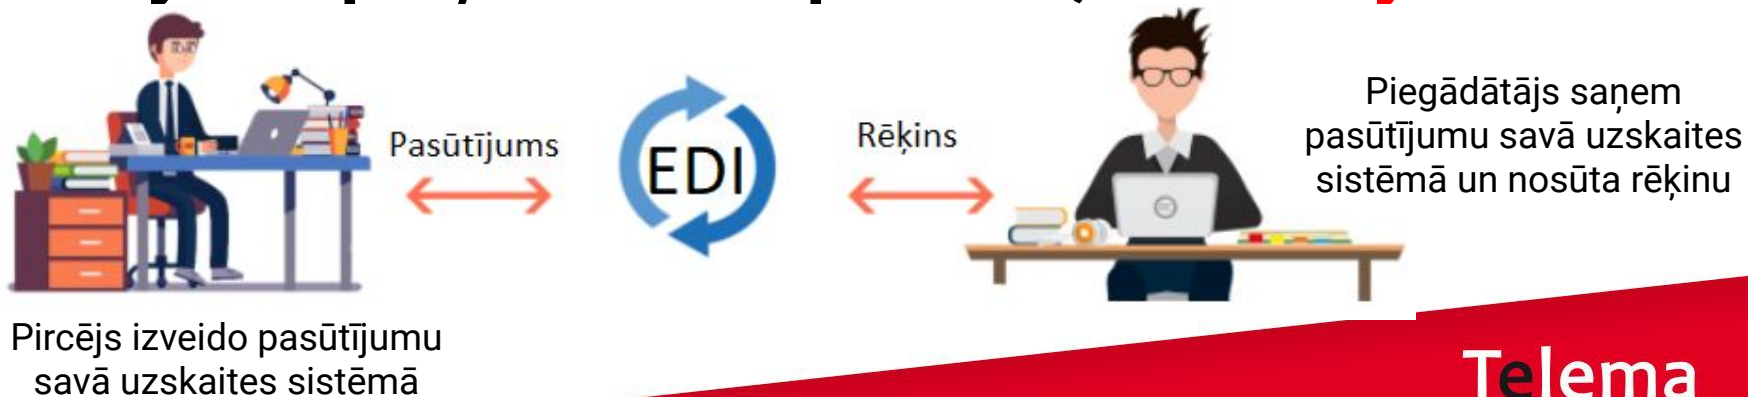 Pasūtījums
EDI
Rēķins
Piegādātājs saņem
pasūtījumu savā uzskaites
sistēmā un nosūta rēķinu
Pircējs izveido pasūtījumu
savā uzskaites sistēmā
Telema